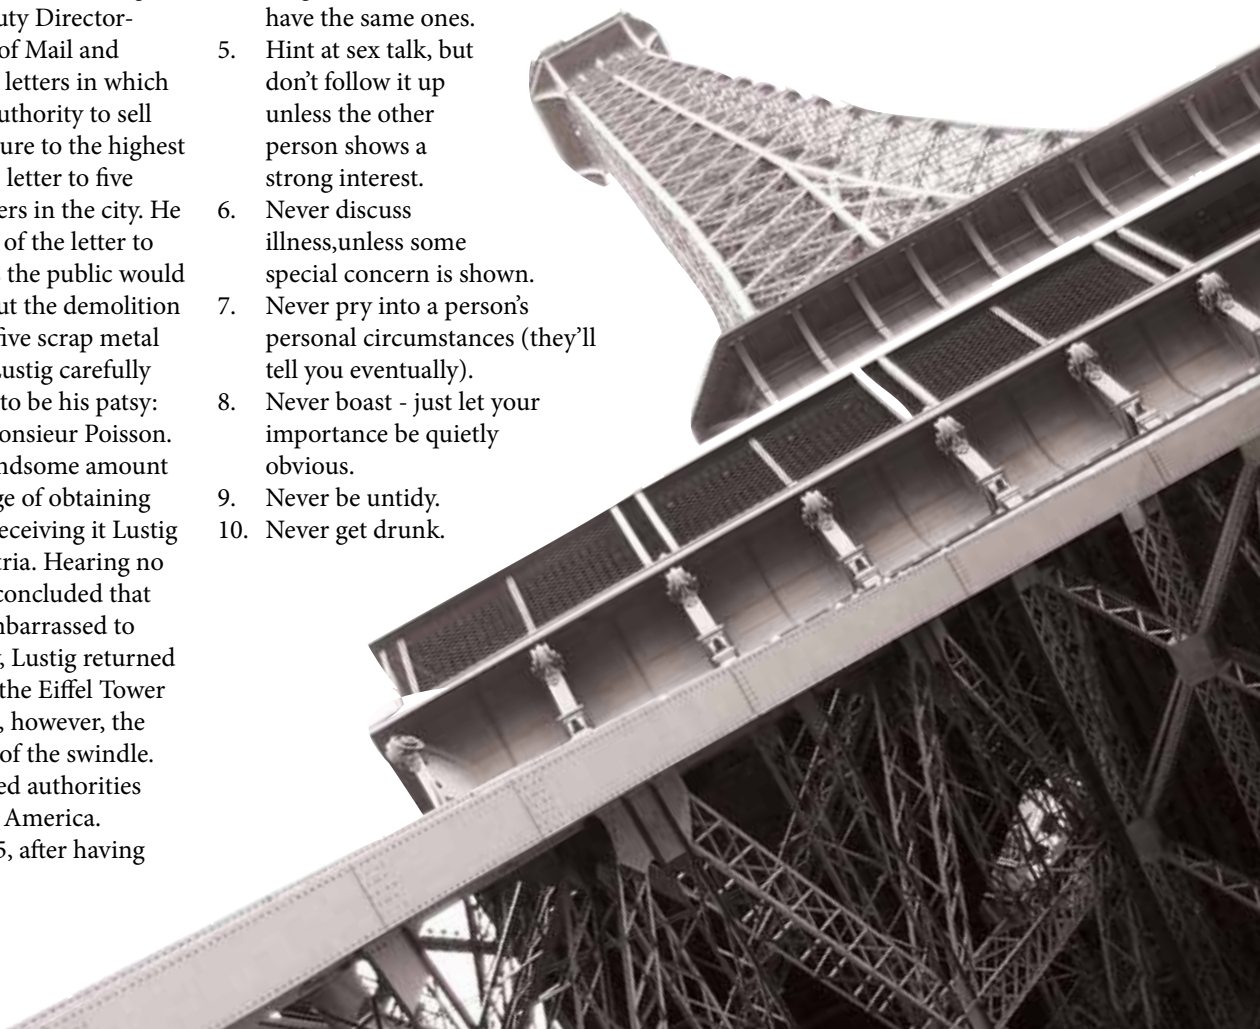 uty Director-
of Mail and
letters in which
uthority to sell
ure to the highest
letter to five
ers in the city. He
of the letter to
the public would
ut the demolition
five scrap metal
ustig carefully
to be his patsy:
onsieur Poisson.
ndsome amount
ge of obtaining
eceiving it Lustig
ria. Hearing no
concluded that
mbarrassed to
, Lustig returned
the Eiffel Tower
, however, the
of the swindle.
ed authorities
America.
5, after having
have the same ones.
5. Hint at sex talk, but
don’t follow it up
unless the other
person shows a
strong interest.
6. Never discuss
illness,unless some
special concern is shown.
7. Never pry into a person’s
personal circumstances (they’ll
tell you eventually).
8. Never boast - just let your
importance be quietly
obvious.
9. Never be untidy.
10. Never get drunk.